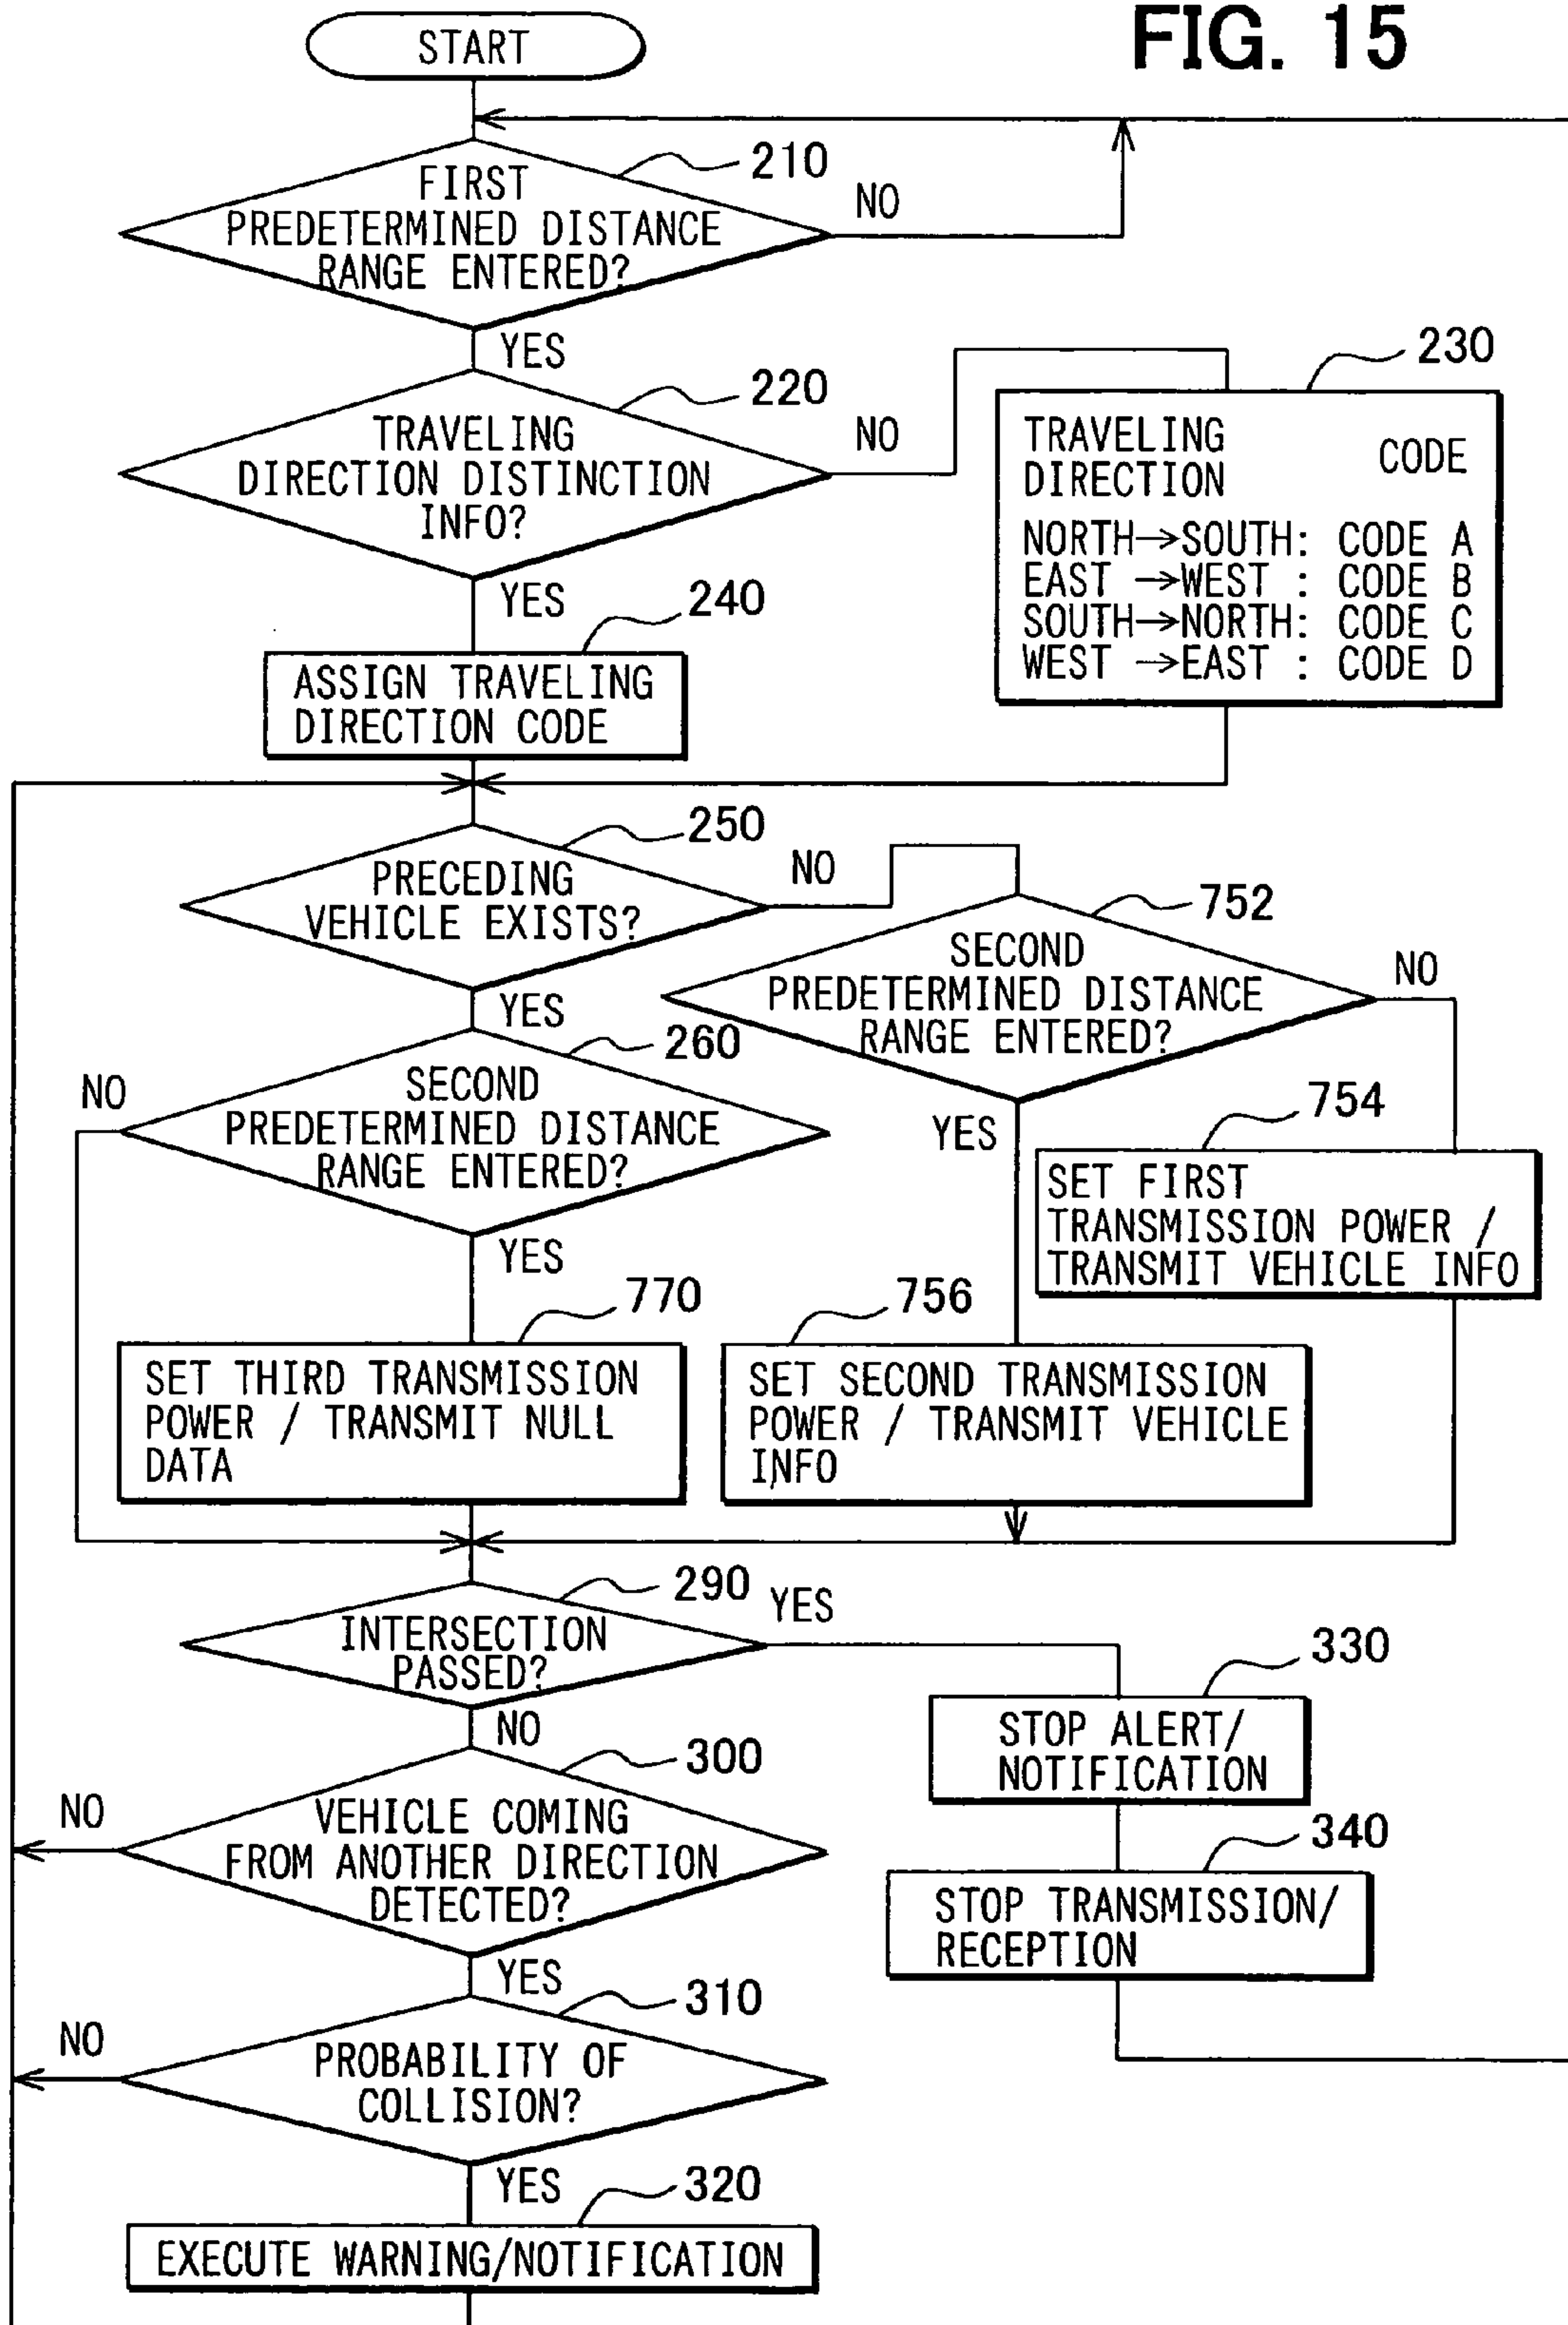 FIG. 15
START
210
FIRST
PREDETERMINED DISTANCE
RANGE ENTERED?
NO
YES
220
TRAVELING
DIRECTION DISTINCTION
INFO?
NO
230
TRAVELING
DIRECTION
CODE
NORTH→SOUTH: CODE A
EAST →WEST : CODE B
SOUTH→NORTH: CODE C
WEST →EAST : CODE D
YES
240
ASSIGN TRAVELING
DIRECTION CODE
250
PRECEDING
VEHICLE EXISTS?
NO
752
SECOND
PREDETERMINED DISTANCE
RANGE ENTERED?
NO
YES
260
SECOND
PREDETERMINED DISTANCE
RANGE ENTERED?
NO
YES
YES
754
SET FIRST
TRANSMISSION POWER /
TRANSMIT VEHICLE INFO
770
SET THIRD TRANSMISSION
POWER / TRANSMIT NULL
DATA
756
SET SECOND TRANSMISSION
POWER / TRANSMIT VEHICLE
INFO
290
INTERSECTION
PASSED?
YES
NO
330
STOP ALERT/
NOTIFICATION
300
VEHICLE COMING
FROM ANOTHER DIRECTION
DETECTED?
NO
YES
340
STOP TRANSMISSION/
RECEPTION
310
PROBABILITY OF
COLLISION?
NO
YES
320
EXECUTE WARNING/NOTIFICATION